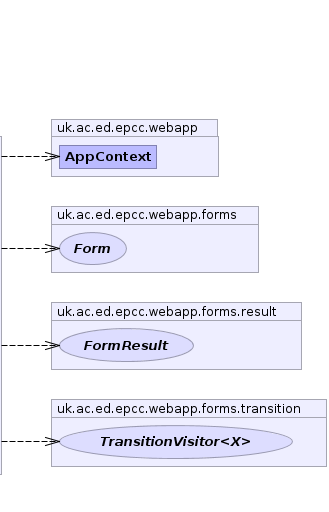 uk.ac.ed.epcc.webapp
AppContext
uk.ac.ed.epcc.webapp.forms
Form
uk.ac.ed.epcc.webapp.forms.result
FormResult
uk.ac.ed.epcc.webapp.forms.transition
TransitionVisitor<X>